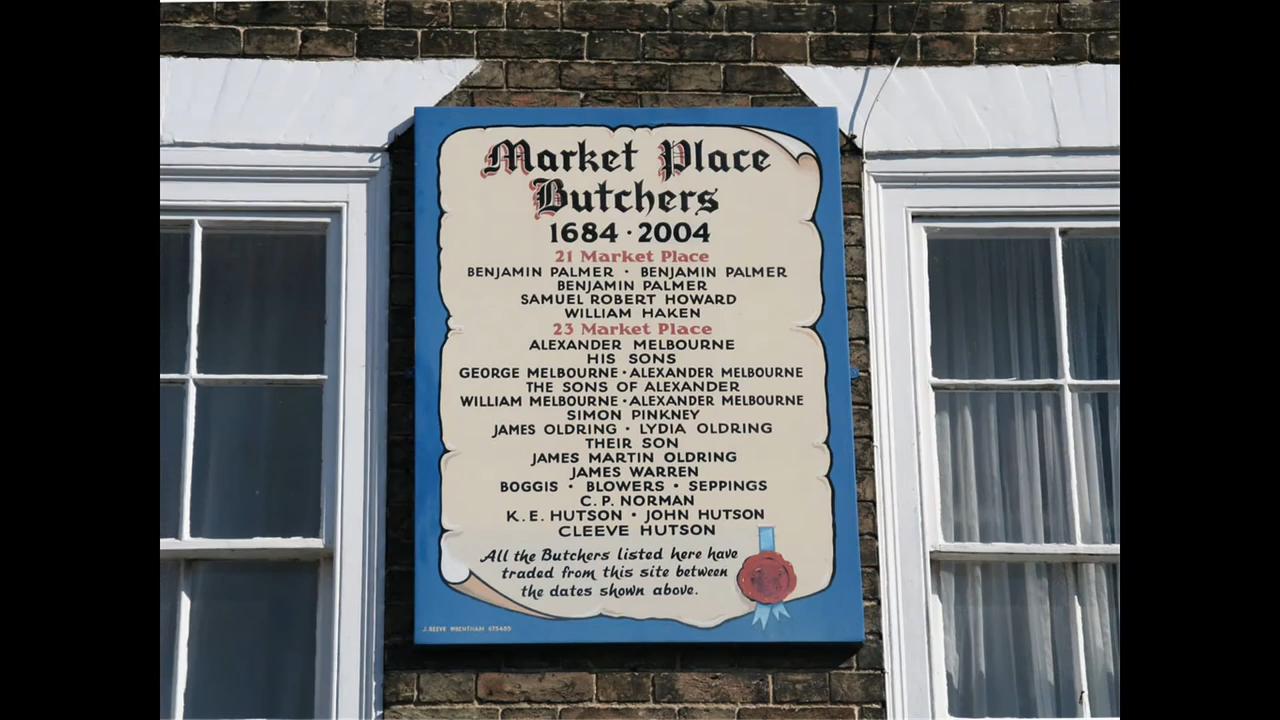 Market Place
Butchers
1684 · 2004
21 Market Place
BENJAMIN PALMER · BENJAMIN PALMER
BENJAMIN PALMER
SAMUEL ROBERT HOWARD
WILLIAM HAKEN
23 Market Place
ALEXANDER MELBOURNE
HIS SONS
GEORGE MELBOURNE · ALEXANDER MELBOURNE
THE SONS OF ALEXANDER
WILLIAM MELBOURNE · ALEXANDER MELBOURNE
SIMON PINKNEY
JAMES OLDRING · LYDIA OLDRING
THEIR SON
JAMES MARTIN OLDRING
JAMES WARREN
BOGGIS · BLOWERS · SEPPINGS
C. P. NORMAN
K. E. HUTSON · JOHN HUTSON
CLEEVE HUTSON
All the Butchers listed here have
traded from this site between
the dates shown above.
J. REEVE WRENTHAM 675485